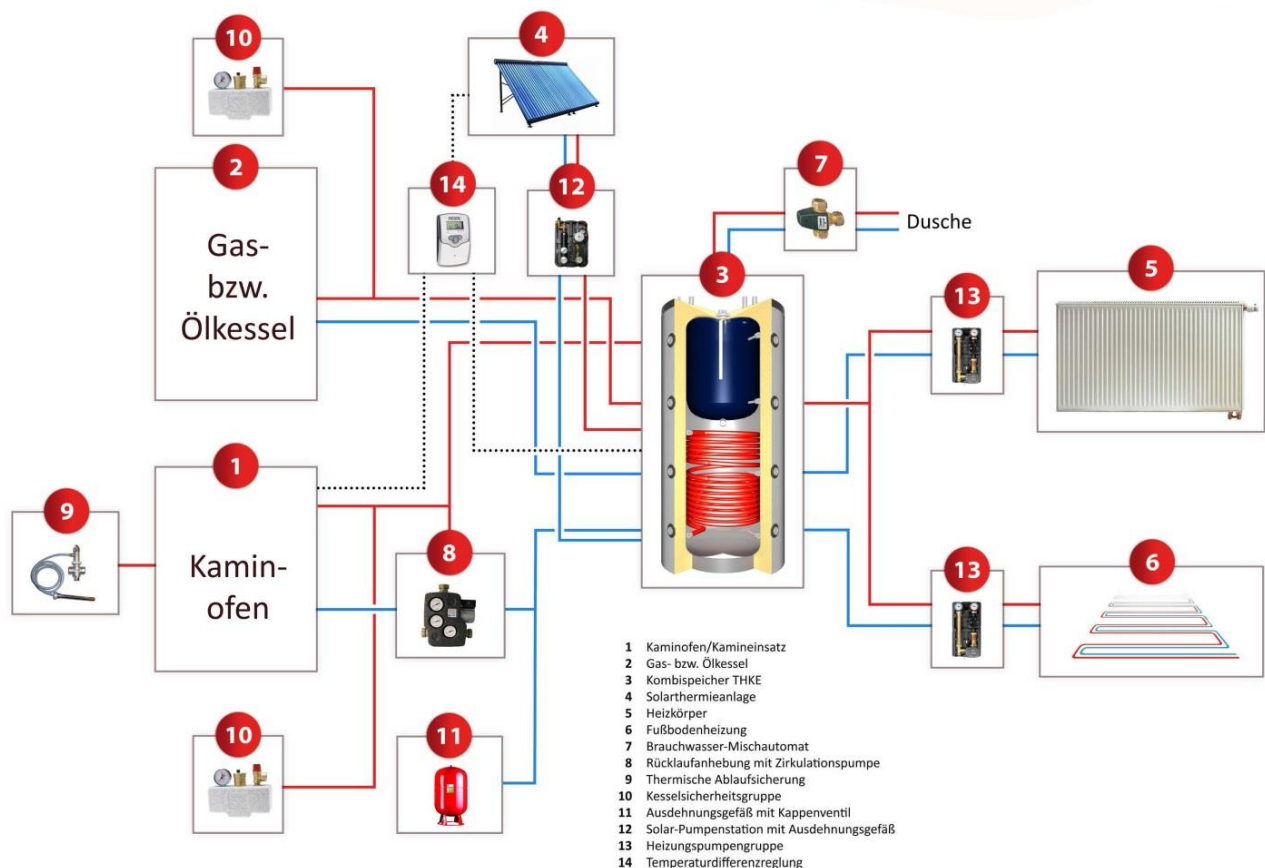 10
4
2
14
12
7
Gas-
bzw.
Ölkessel
Dusche
3
13
5
1
9
Kamin-
ofen
8
13
6
10
11
1 Kaminofen/Kamineinsatz
2 Gas- bzw. Ölkessel
3 Kombispeicher THKE
4 Solarthermieanlage
5 Heizkörper
6 Fußbodenheizung
7 Brauchwasser-Mischautomat
8 Rücklaufanhebung mit Zirkulationspumpe
9 Thermische Ablaufsicherung
10 Kesselsicherheitsgruppe
11 Ausdehnungsgefäß mit Kappenventil
12 Solar-Pumpenstation mit Ausdehnungsgefäß
13 Heizungspumpengruppe
14 Temperaturdifferenzreglung